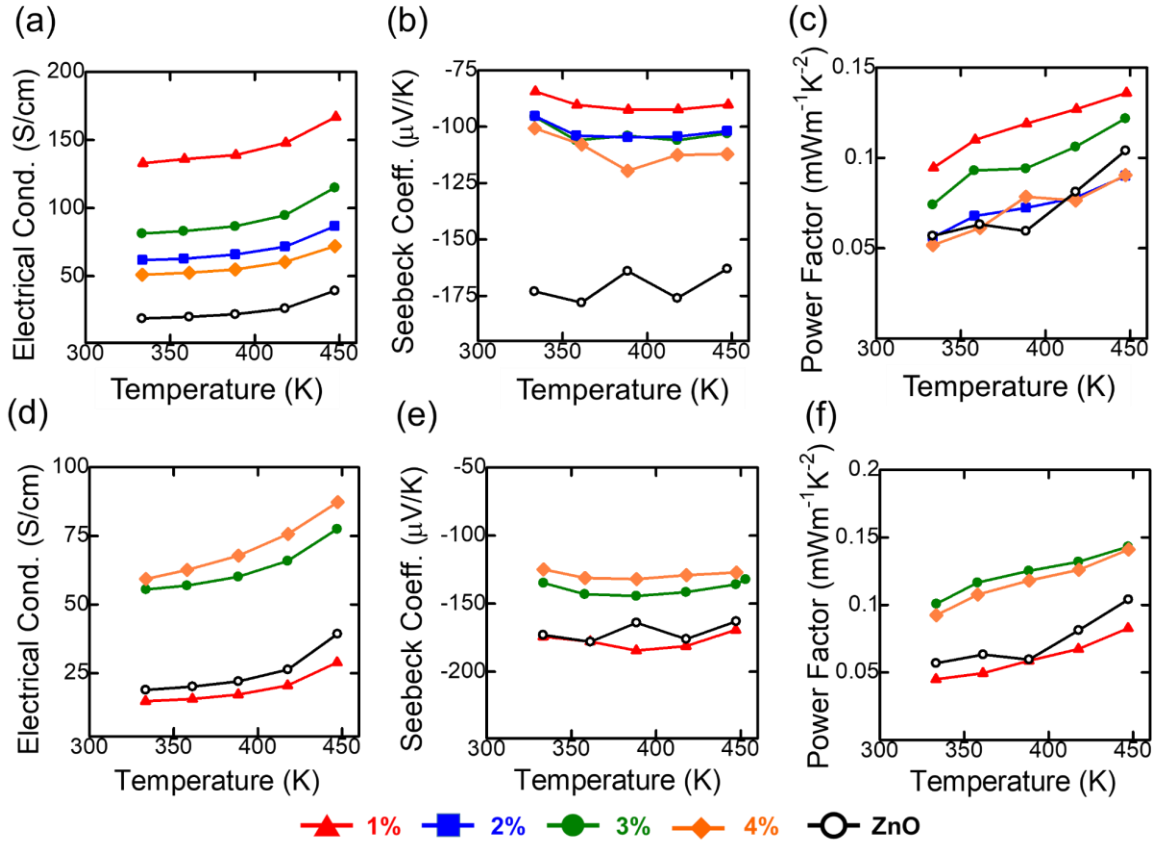 (a)
Electrical Cond. (S/cm)
200
150
100
50
300 350 400 450
Temperature (K)
(b)
Seebeck Coeff. (μV/K)
-75
-100
-125
-150
-175
300 350 400 450
Temperature (K)
(c)
Power Factor (mWm-1K-2)
0.15
0.1
0.05
300 350 400 450
Temperature (K)
(d)
Electrical Cond. (S/cm)
100
75
50
25
300 350 400 450
Temperature (K)
(e)
Seebeck Coeff. (μV/K)
-50
-100
-150
-200
300 350 400 450
Temperature (K)
(f)
Power Factor (mWm-1K-2)
0.2
0.15
0.1
0.05
300 350 400 450
Temperature (K)
1% 2% 3% 4% ZnO